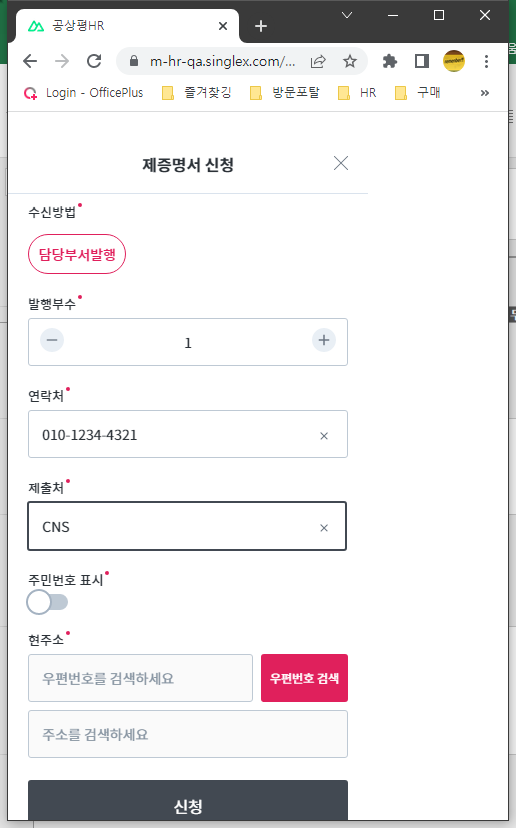 공상평HR
m-hr-qa.singlex.com/...
Login - OfficePlus
즐겨찾깅
방문포탈
HR
구매
»
제증명서 신청
수신방법
담당부서발행
발행부수
1
연락처
010-1234-4321
제출처
CNS
주민번호 표시
현주소
우편번호를 검색하세요
우편번호 검색
주소를 검색하세요
신청